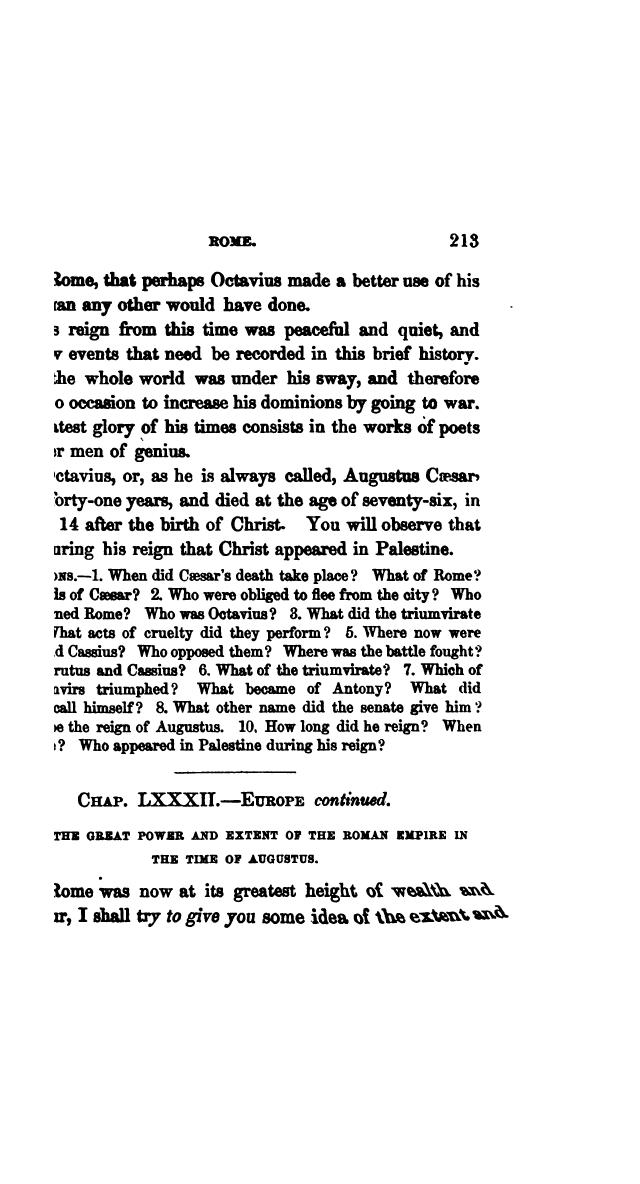 ROME. 213
Rome, that perhaps Octavius made a better use of his
any other would have done.
reign from this time was peaceful and quiet, and
events that need be recorded in this brief history.
the whole world was under his sway, and therefore
o occasion to increase his dominions by going to war.
glory of his times consists in the works of poets
men of genius.
ctavius, or, as he is always called, Augustus Cæsar,
forty-one years, and died at the age of seventy-six, in
14 after the birth of Christ. You will observe that
uring his reign that Christ appeared in Palestine.
ONS.—1. When did Cæsar's death take place? What of Rome?
ls of Cæsar? 2. Who were obliged to flee from the city? Who
ned Rome? Who was Octavius? 3. What did the triumvirate
What acts of cruelty did they perform? 5. Where now were
d Cassius? Who opposed them? Where was the battle fought?
rutus and Cassius? 6. What of the triumvirate? 7. Which of
virs triumphed? What became of Antony? What did
call himself? 8. What other name did the senate give him?
e the reign of Augustus. 10. How long did he reign? When
? Who appeared in Palestine during his reign?
CHAP. LXXXII.—EUROPE continued.
THE GREAT POWER AND EXTENT OF THE ROMAN EMPIRE IN
THE TIME OF AUGUSTUS.
Rome was now at its greatest height of wealth and
ur, I shall try to give you some idea of the extent and